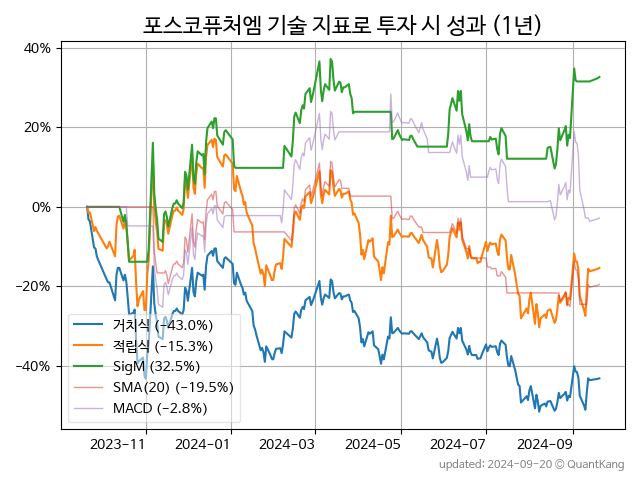 포스코퓨처엠 기술 지표로 투자 시 성과 (1년)
40%
20%
0%
−20%
−40%
거치식 (−43.0%)
적립식 (−15.3%)
SigM (32.5%)
SMA(20) (−19.5%)
MACD (−2.8%)
2023−11 2024−01 2024−03 2024−05 2024−07 2024−09
updated: 2024−09−20 ⓒ QuantKang